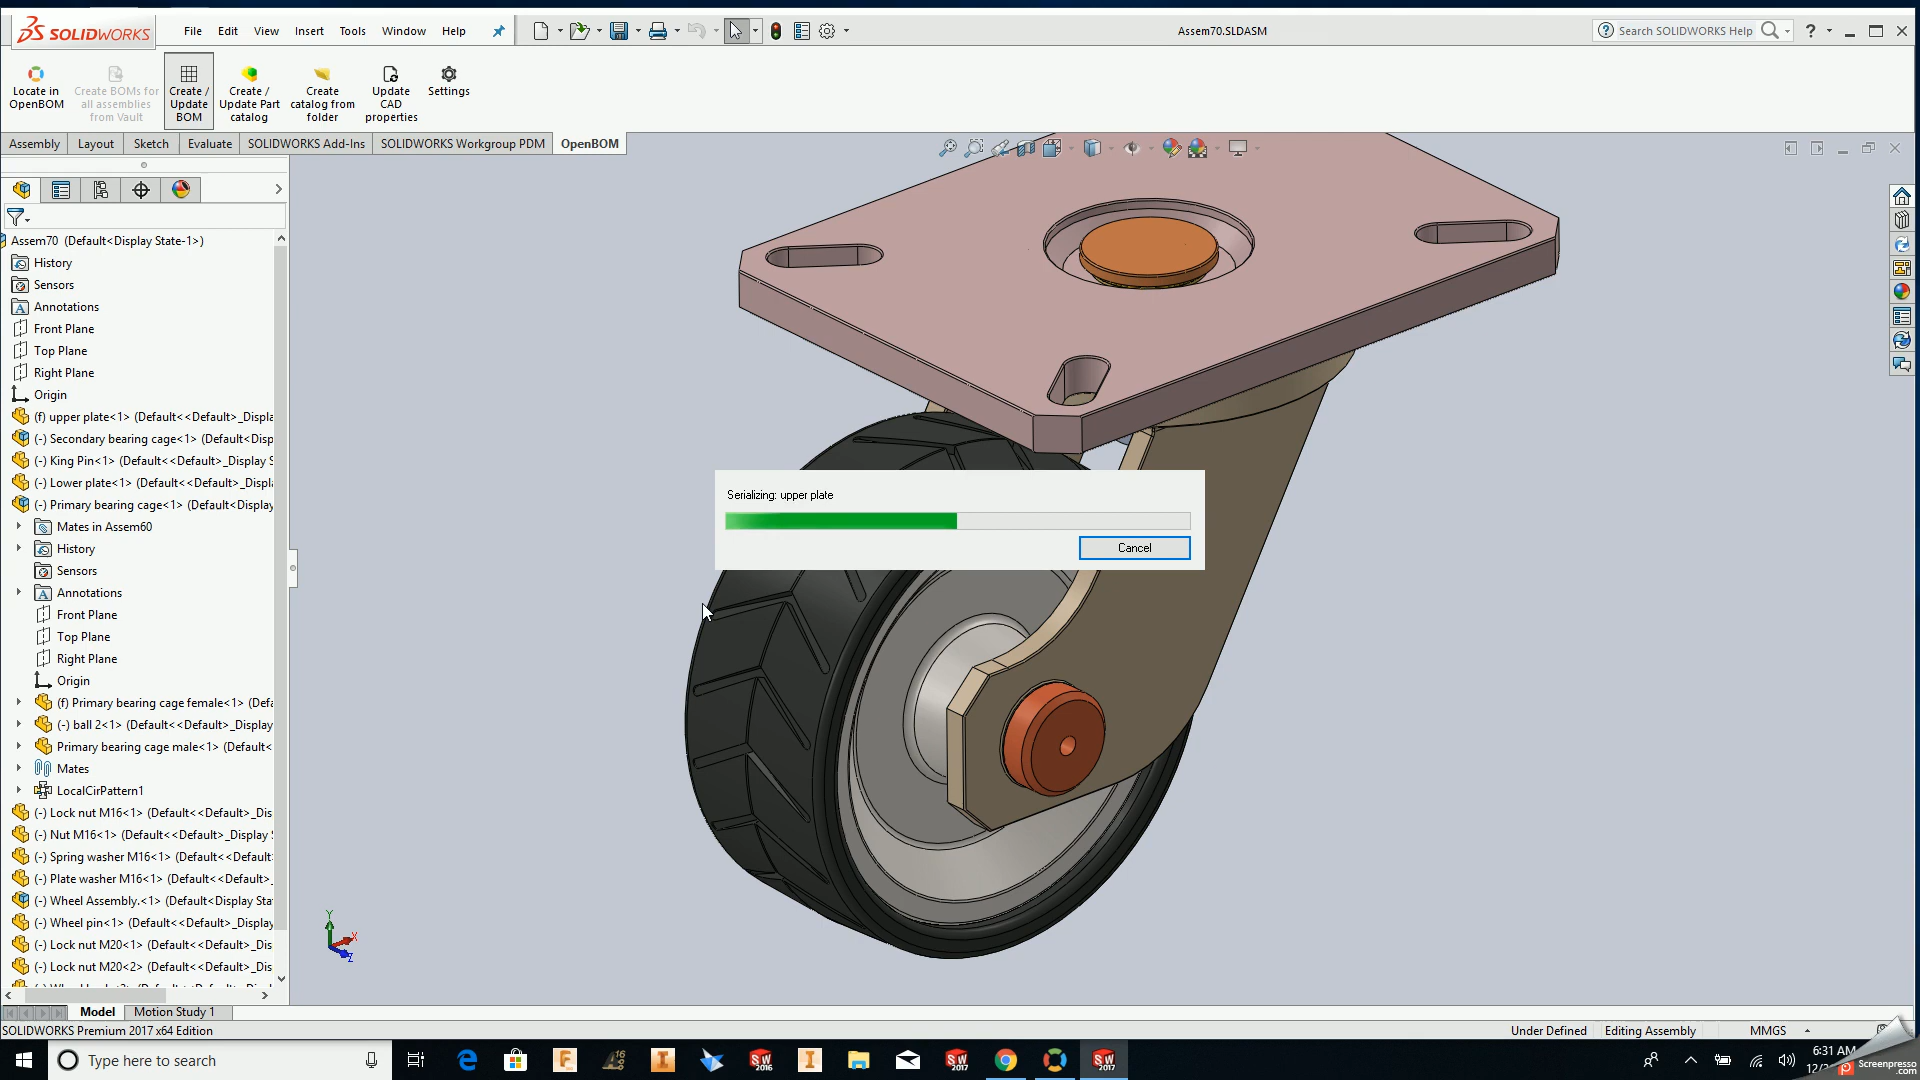 SOLIDWORKS File Edit View Insert Tools Window Help Assem70.SLDASM Search SOLIDWORKS Help ?
Locate in OpenBOM
Create BOMs for all assemblies from Vault
Create / Update BOM
Create / Update Part catalog
Create catalog from folder
Update CAD properties
Settings
Assembly Layout Sketch Evaluate SOLIDWORKS Add-Ins SOLIDWORKS Workgroup PDM OpenBOM
Assem70 (Default<Display State-1>)
History
Sensors
Annotations
Front Plane
Top Plane
Right Plane
Origin
(f) upper plate<1> (Default<<Default>_Displa
(-) Secondary bearing cage<1> (Default<Disp
(-) King Pin<1> (Default<<Default>_Display S
(-) Lower plate<1> (Default<<Default>_Displ
(-) Primary bearing cage<1> (Default<Display
Mates in Assem60
History
Sensors
Annotations
Front Plane
Top Plane
Right Plane
Origin
(f) Primary bearing cage female<1> (Defa
(-) ball 2<1> (Default<<Default>_Display
Primary bearing cage male<1> (Default<
Mates
LocalCirPattern1
(-) Lock nut M16<1> (Default<<Default>_Dis
(-) Nut M16<1> (Default<<Default>_Display
(-) Spring washer M16<1> (Default<<Default
(-) Plate washer M16<1> (Default<<Default>_
(-) Wheel Assembly.<1> (Default<Display Sta
(-) Wheel pin<1> (Default<<Default>_Display
(-) Lock nut M20<1> (Default<<Default>_Dis
(-) Lock nut M20<2> (Default<<Default>_Dis
Serializing: upper plate
Cancel
Y
X
Z
Model Motion Study 1
SOLIDWORKS Premium 2017 x64 Edition Under Defined Editing Assembly MMGS
Type here to search
SW 2016
SW 2017
SW 2017
6:31 AM
Screenpresso.com